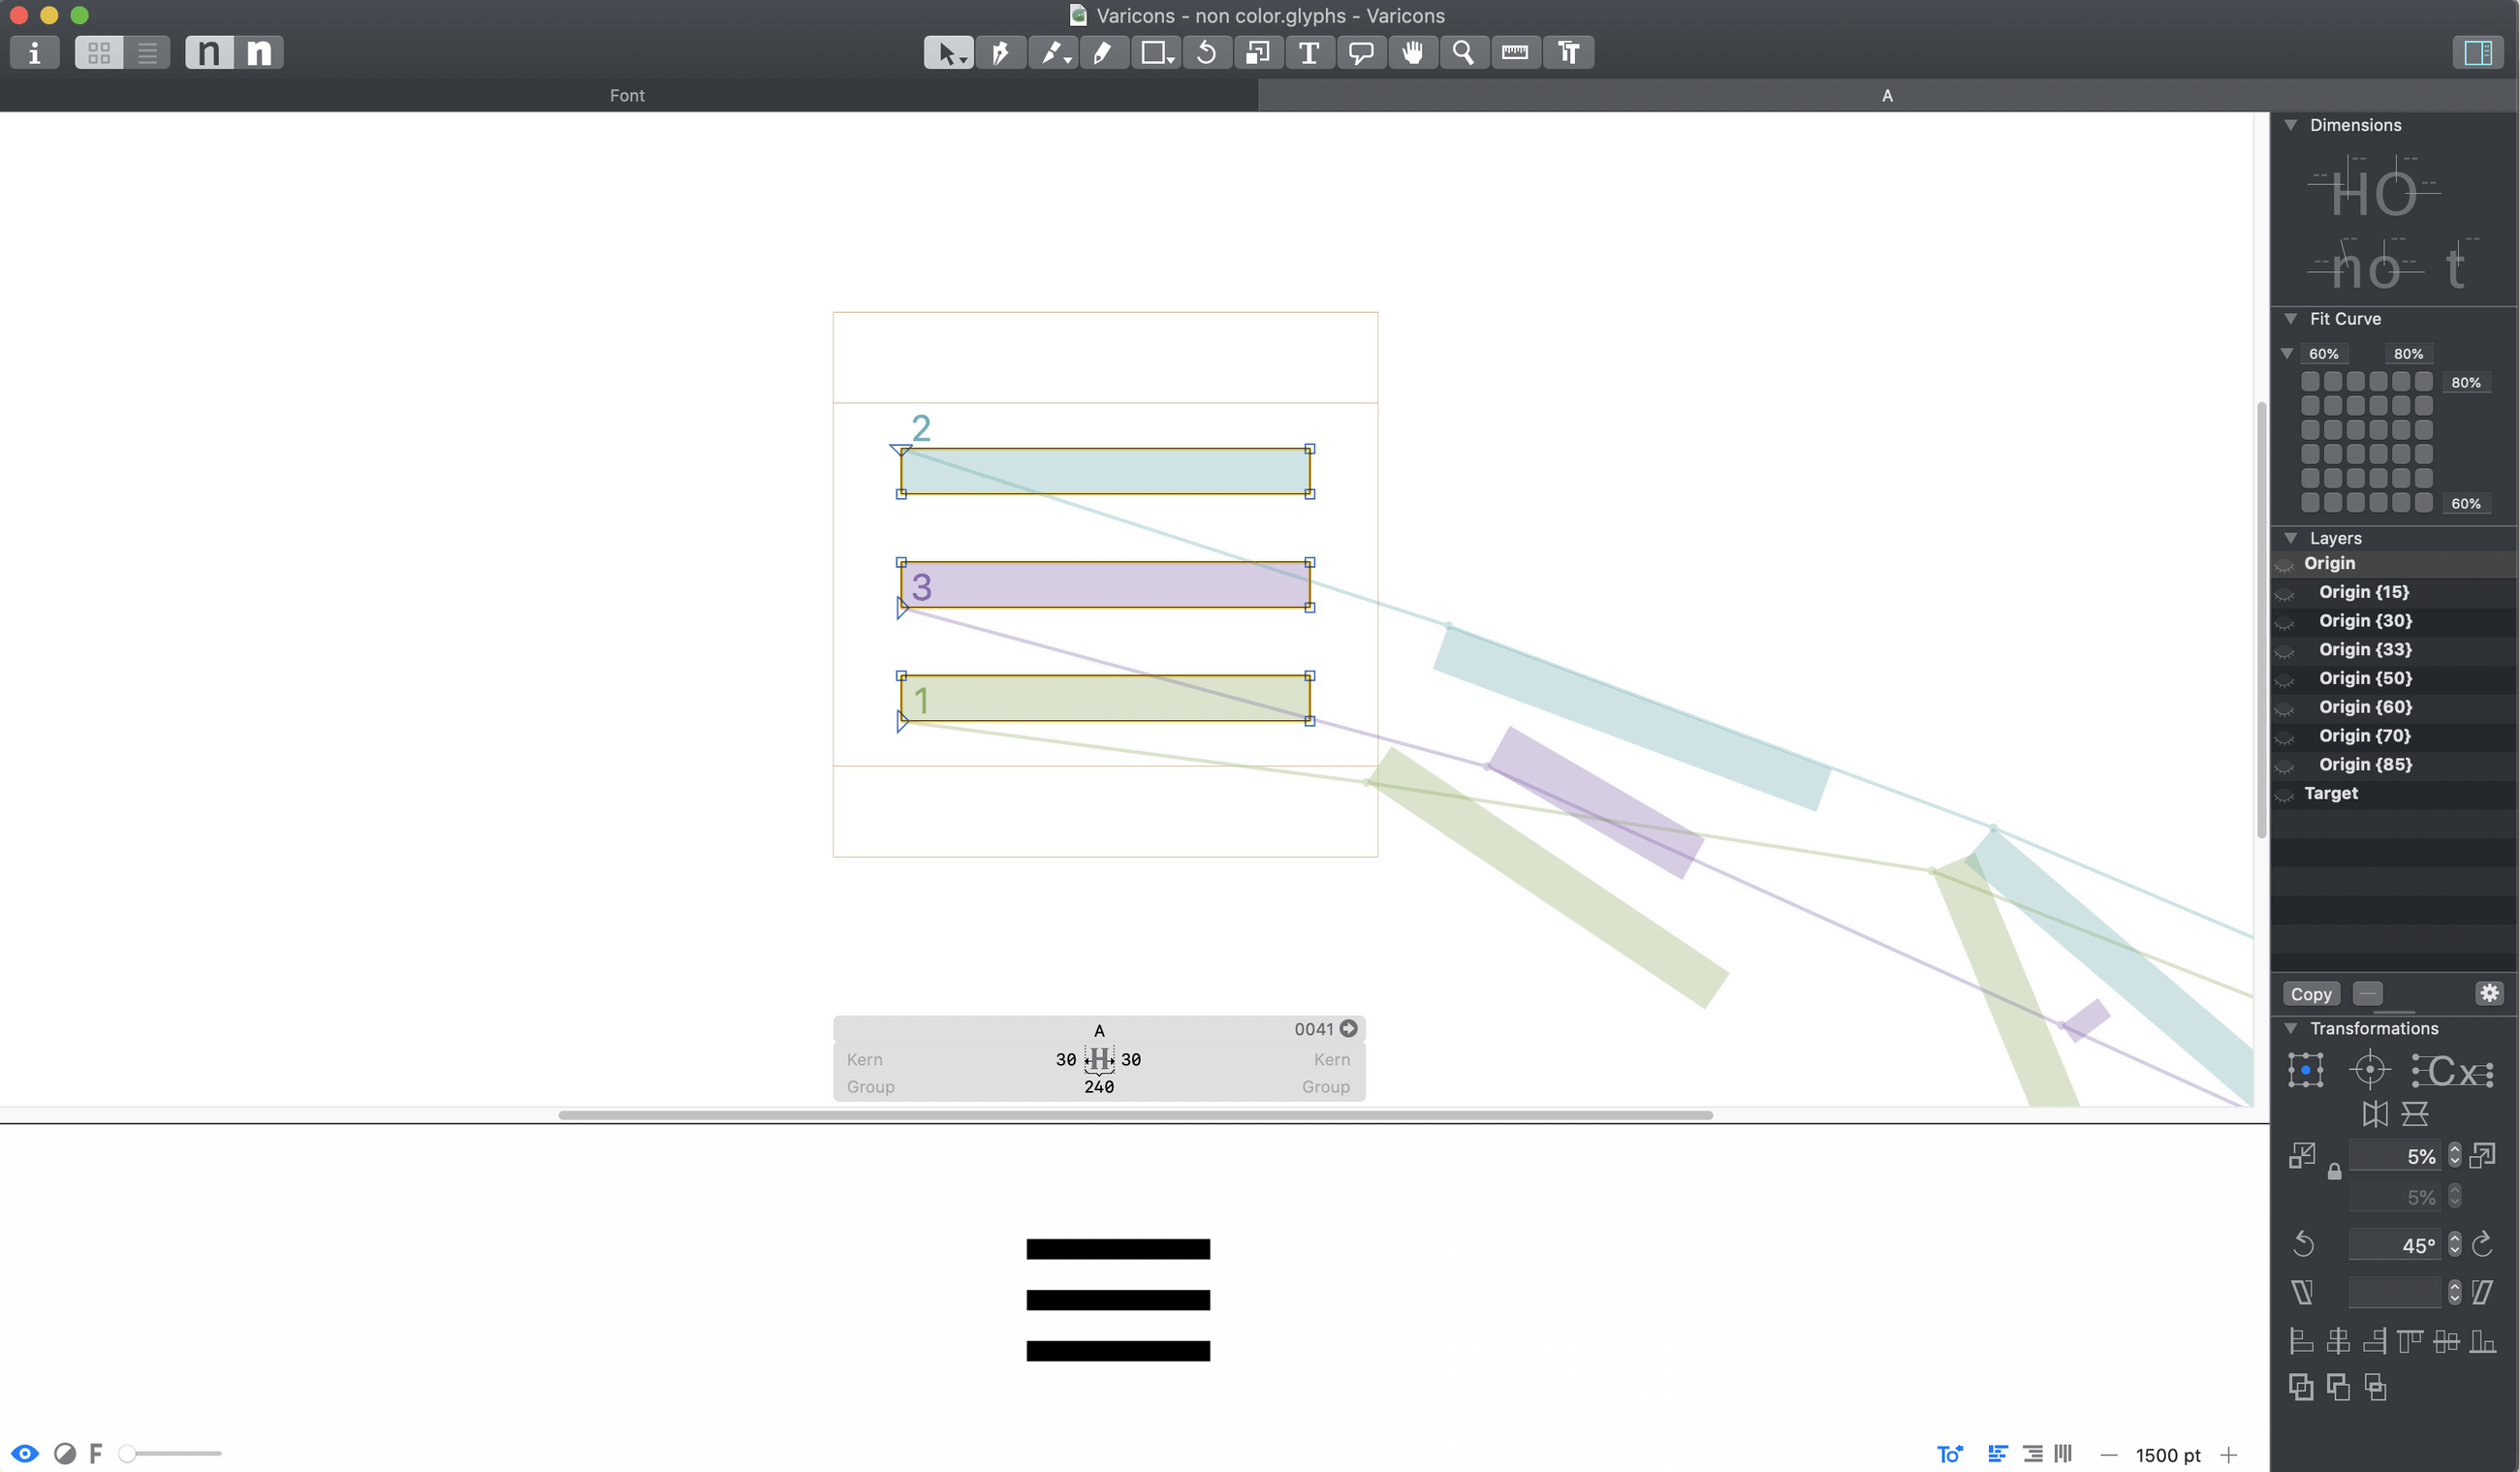 Varicons - non color.glyphs - Varicons
i n n T T
Font A
Dimensions
HO
no t
Fit Curve
60% 80%
80%
60%
Layers
Origin
Origin {15}
Origin {30}
Origin {33}
Origin {50}
Origin {60}
Origin {70}
Origin {85}
Target
Copy
Transformations
Cx
5%
5%
45°
2
3
1
A 0041
Kern 30 H 30 Kern
Group 240 Group
F
To
1500 pt